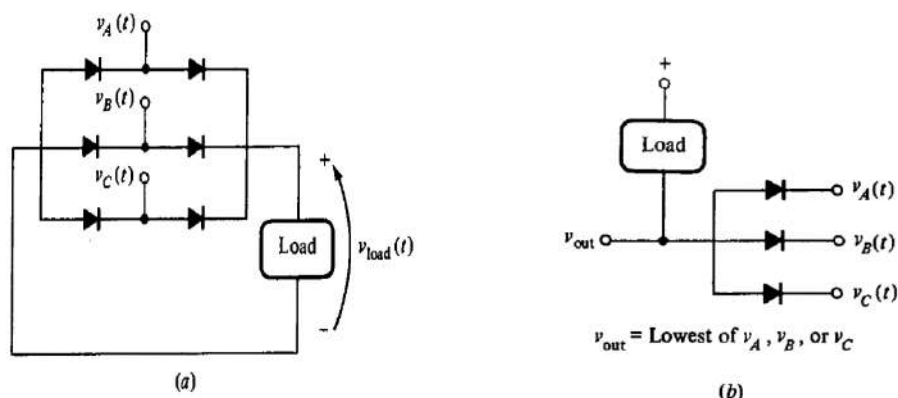 v_A(t)
v_B(t)
v_C(t)
+
Load
v_load(t)
−
(a)
+
Load
v_A(t)
v_out
v_B(t)
v_C(t)
v_out = Lowest of v_A, v_B, or v_C
(b)